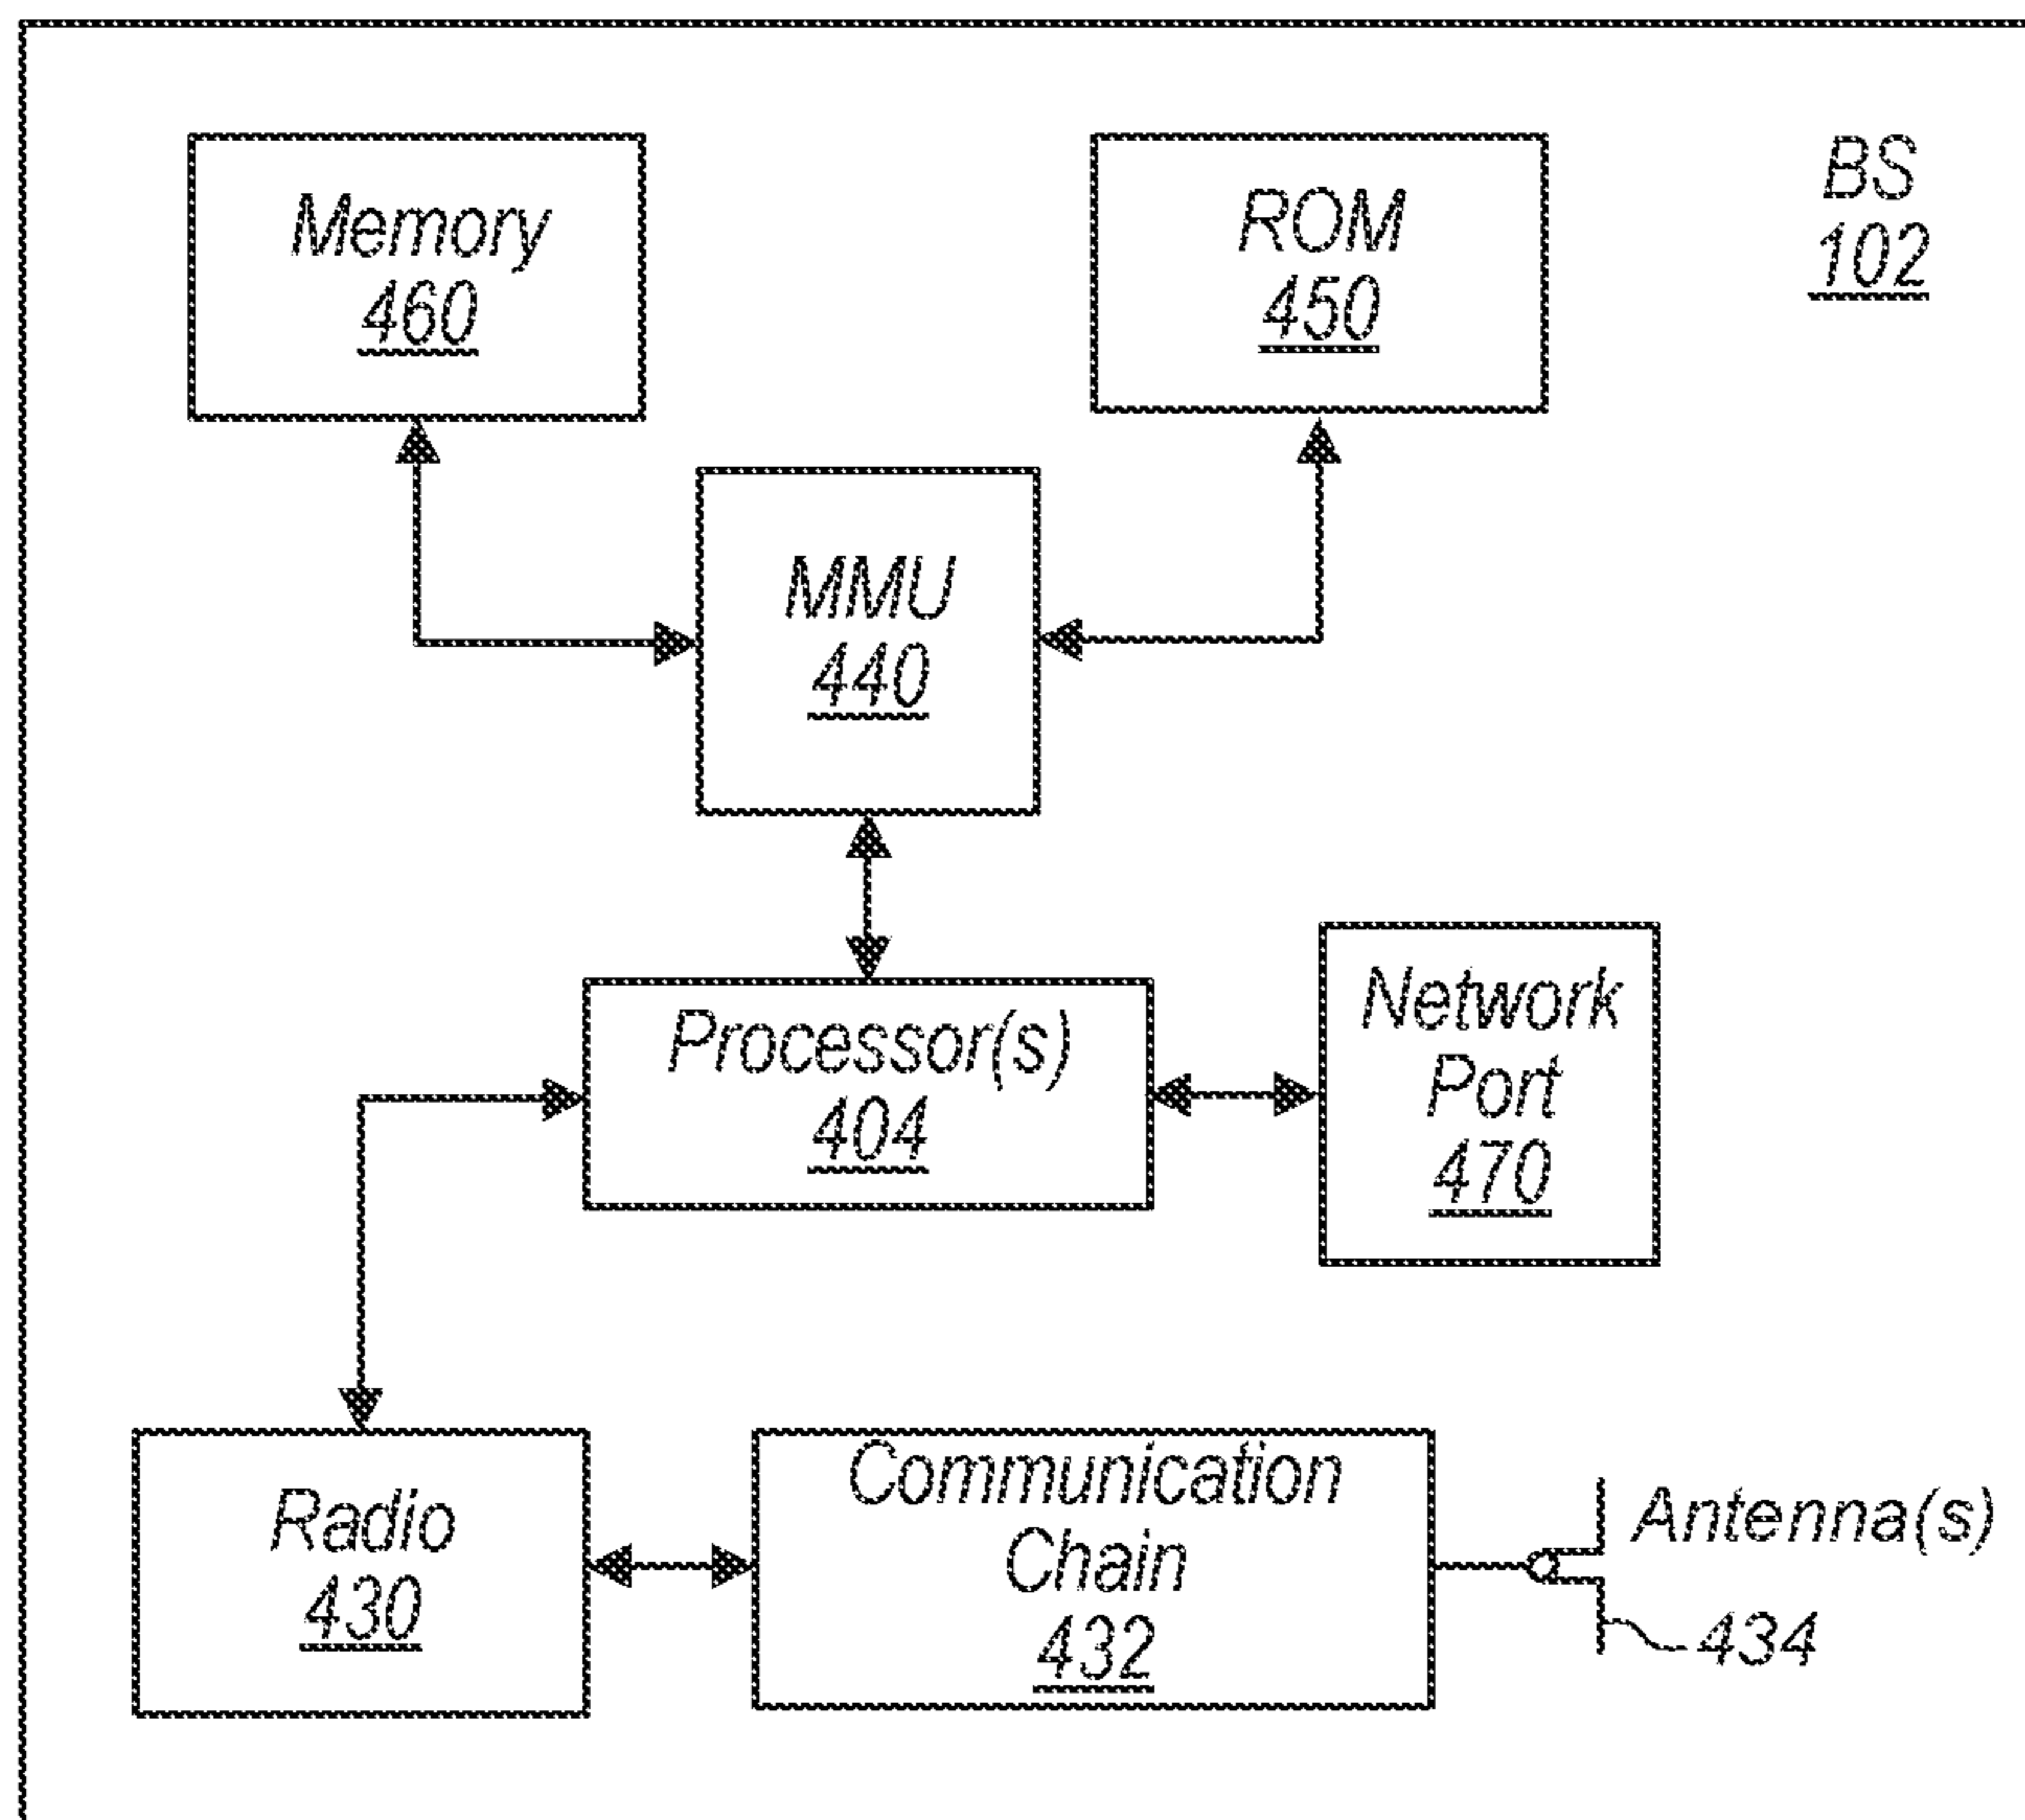 Memory
460
ROM
450
BS
102
MMU
440
Processor(s)
404
Network
Port
470
Radio
430
Communication
Chain
432
Antenna(s)
434